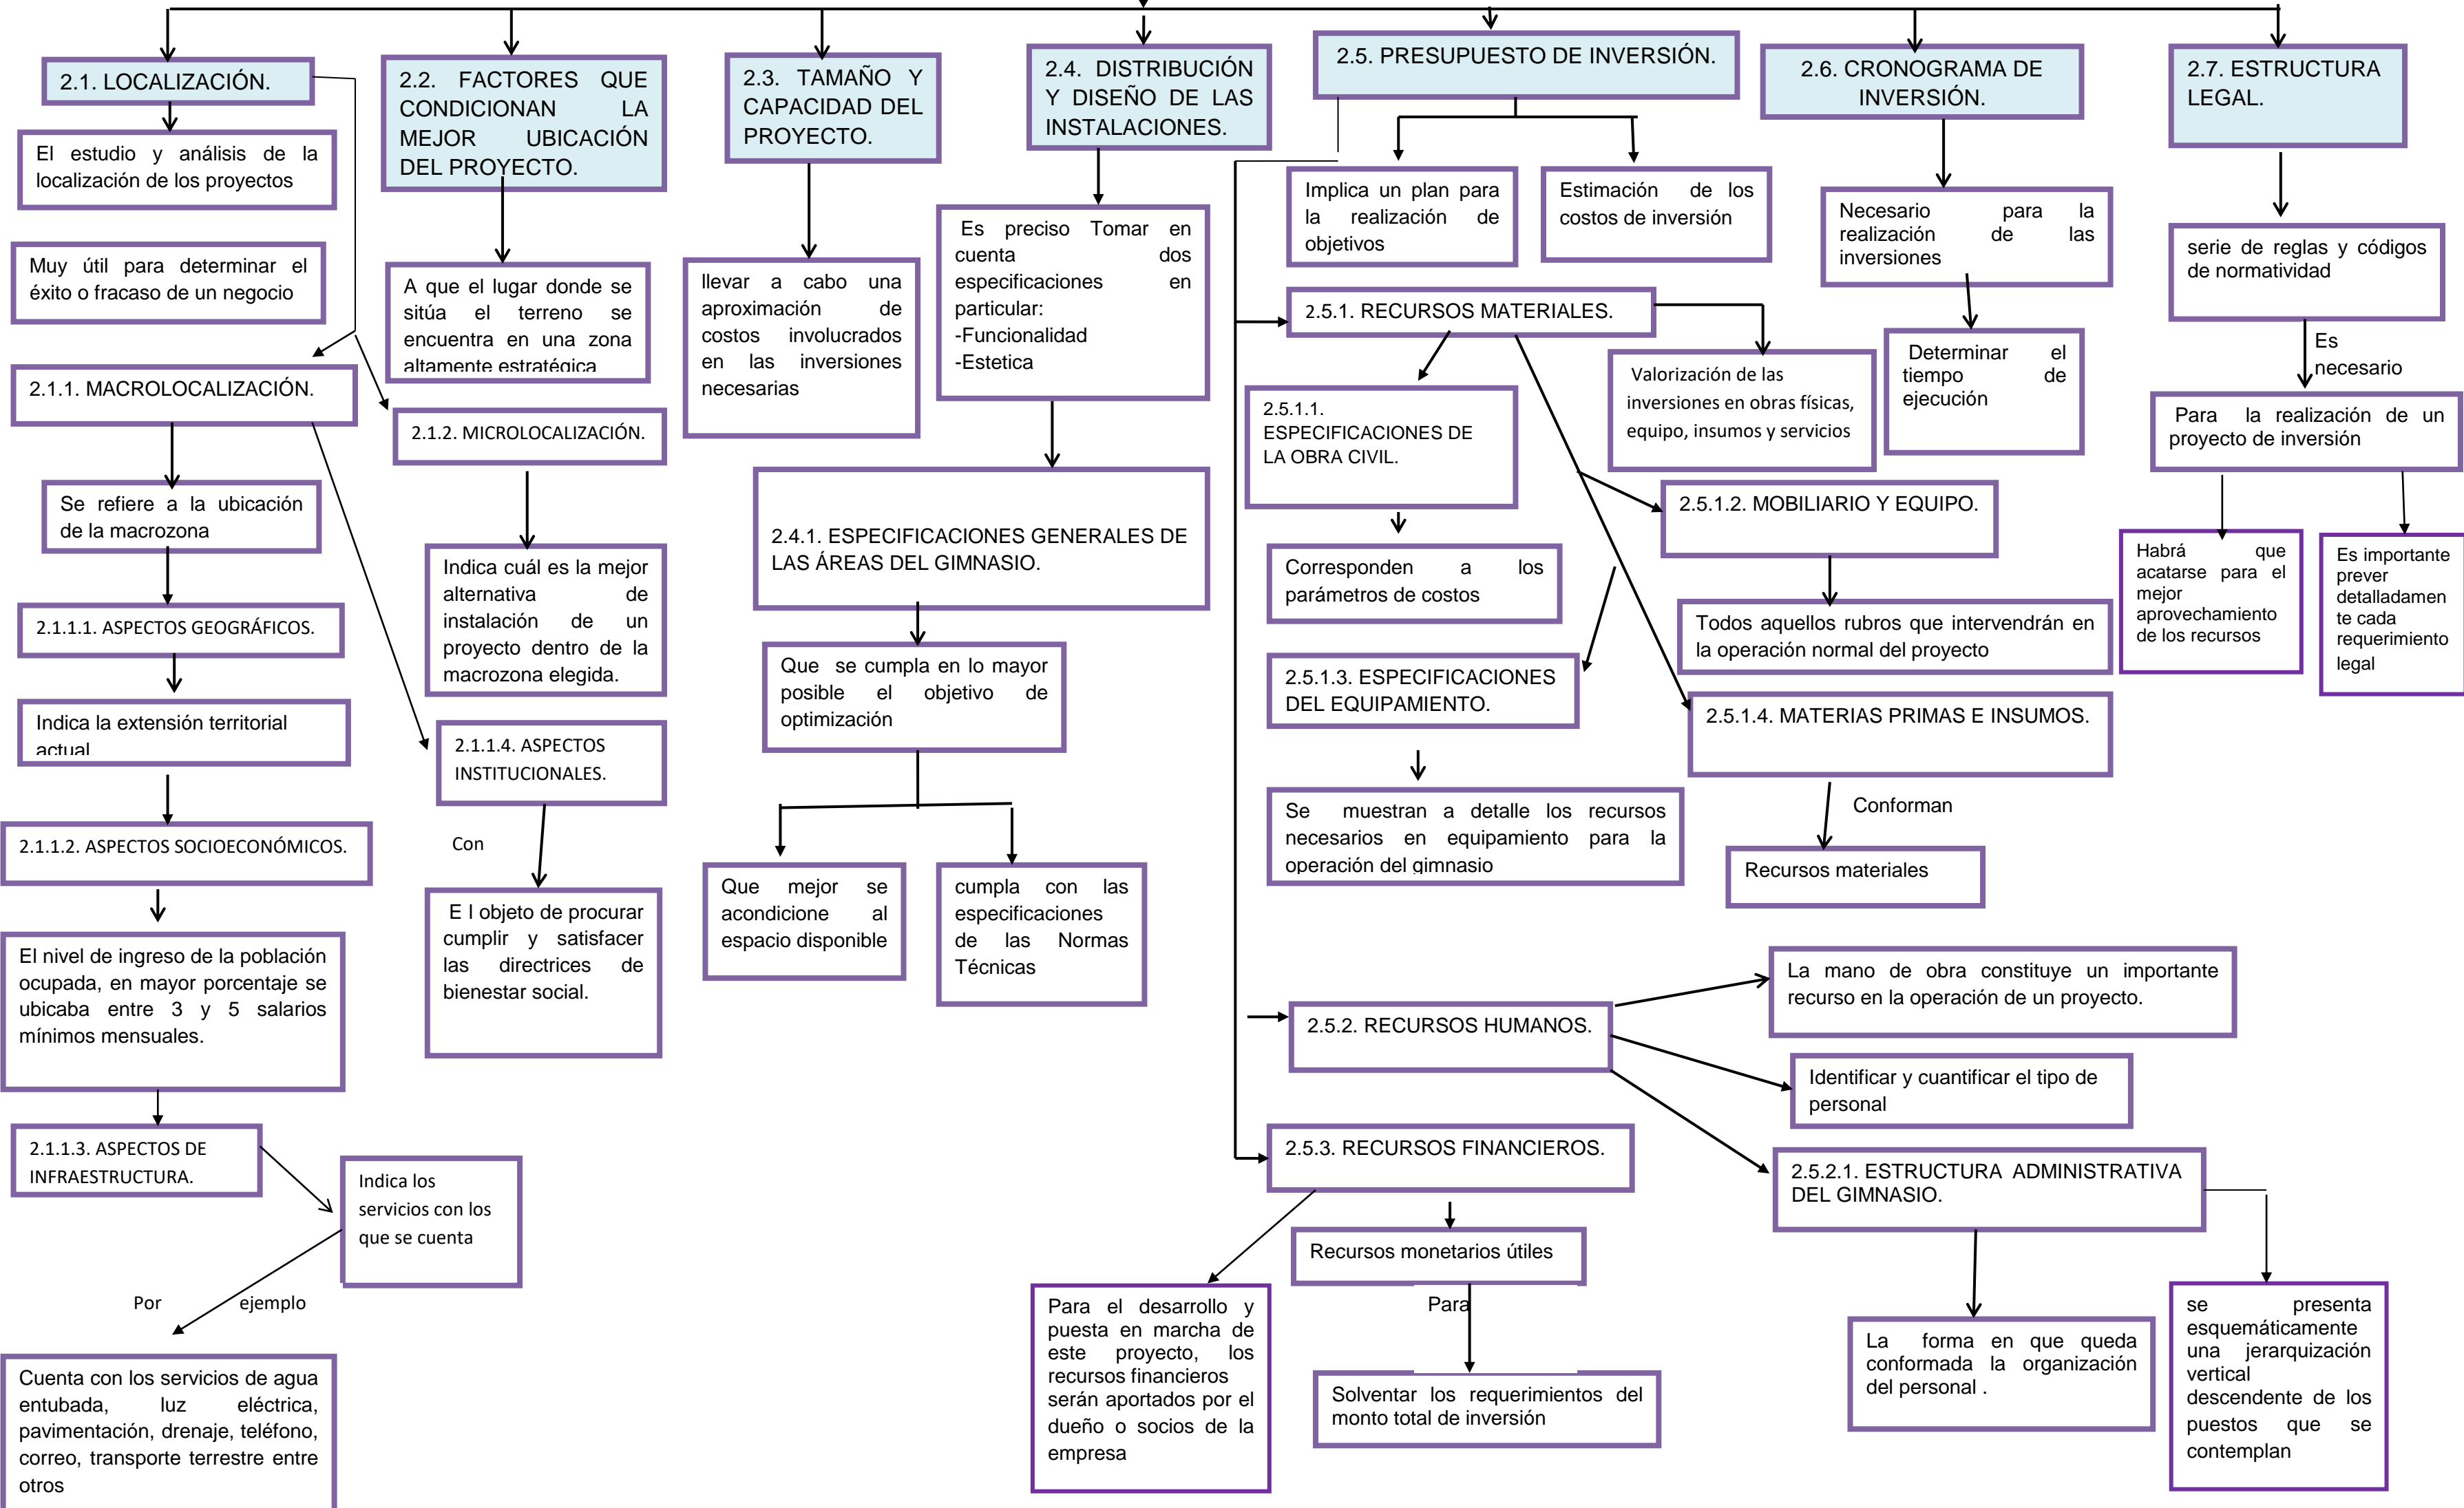 2.1. LOCALIZACIÓN.
El estudio y análisis de la
localización de los proyectos
Muy útil para determinar el
éxito o fracaso de un negocio
2.1.1. MACROLOCALIZACIÓN.
Se refiere a la ubicación
de la macrozona
2.1.1.1. ASPECTOS GEOGRÁFICOS.
Indica la extensión territorial
actual
2.1.1.2. ASPECTOS SOCIOECONÓMICOS.
El nivel de ingreso de la población
ocupada, en mayor porcentaje se
ubicaba entre 3 y 5 salarios
mínimos mensuales.
2.1.1.3. ASPECTOS DE
INFRAESTRUCTURA.
Indica los
servicios con los
que se cuenta
Por ejemplo
Cuenta con los servicios de agua
entubada, luz eléctrica,
pavimentación, drenaje, teléfono,
correo, transporte terrestre entre
otros
2.2. FACTORES QUE
CONDICIONAN LA
MEJOR UBICACIÓN
DEL PROYECTO.
A que el lugar donde se
sitúa el terreno se
encuentra en una zona
altamente estratégica
2.1.2. MICROLOCALIZACIÓN.
Indica cuál es la mejor
alternativa de
instalación de un
proyecto dentro de la
macrozona elegida.
2.1.1.4. ASPECTOS
INSTITUCIONALES.
Con
E l objeto de procurar
cumplir y satisfacer
las directrices de
bienestar social.
2.3. TAMAÑO Y
CAPACIDAD DEL
PROYECTO.
llevar a cabo una
aproximación de
costos involucrados
en las inversiones
necesarias
2.4. DISTRIBUCIÓN
Y DISEÑO DE LAS
INSTALACIONES.
Es preciso Tomar en
cuenta dos
especificaciones en
particular:
-Funcionalidad
-Estetica
2.4.1. ESPECIFICACIONES GENERALES DE
LAS ÁREAS DEL GIMNASIO.
Que se cumpla en lo mayor
posible el objetivo de
optimización
Que mejor se
acondicione al
espacio disponible
cumpla con las
especificaciones
de las Normas
Técnicas
2.5. PRESUPUESTO DE INVERSIÓN.
Implica un plan para
la realización de
objetivos
Estimación de los
costos de inversión
2.5.1. RECURSOS MATERIALES.
Valorización de las
inversiones en obras físicas,
equipo, insumos y servicios
2.5.1.1.
ESPECIFICACIONES DE
LA OBRA CIVIL.
Corresponden a los
parámetros de costos
2.5.1.2. MOBILIARIO Y EQUIPO.
Todos aquellos rubros que intervendrán en
la operación normal del proyecto
2.5.1.3. ESPECIFICACIONES
DEL EQUIPAMIENTO.
Se muestran a detalle los recursos
necesarios en equipamiento para la
operación del gimnasio
2.5.1.4. MATERIAS PRIMAS E INSUMOS.
Conforman
Recursos materiales
2.5.2. RECURSOS HUMANOS.
La mano de obra constituye un importante
recurso en la operación de un proyecto.
Identificar y cuantificar el tipo de
personal
2.5.2.1. ESTRUCTURA ADMINISTRATIVA
DEL GIMNASIO.
La forma en que queda
conformada la organización
del personal .
se presenta
esquemáticamente
una jerarquización
vertical
descendente de los
puestos que se
contemplan
2.5.3. RECURSOS FINANCIEROS.
Recursos monetarios útiles
Para
Solventar los requerimientos del
monto total de inversión
Para el desarrollo y
puesta en marcha de
este proyecto, los
recursos financieros
serán aportados por el
dueño o socios de la
empresa
2.6. CRONOGRAMA DE
INVERSIÓN.
Necesario para la
realización de las
inversiones
Determinar el
tiempo de
ejecución
2.7. ESTRUCTURA
LEGAL.
serie de reglas y códigos
de normatividad
Es
necesario
Para la realización de un
proyecto de inversión
Habrá que
acatarse para el
mejor
aprovechamiento
de los recursos
Es importante
prever
detalladamen
te cada
requerimiento
legal